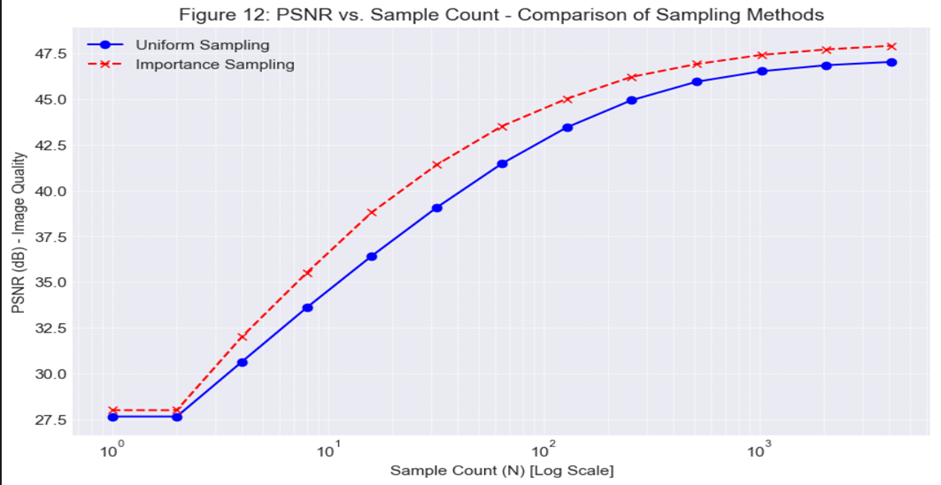 Figure 12: PSNR vs. Sample Count - Comparison of Sampling Methods
Uniform Sampling
Importance Sampling
47.5
45.0
42.5
40.0
37.5
35.0
32.5
30.0
27.5
PSNR (dB) - Image Quality
10⁰ 10¹ 10² 10³
Sample Count (N) [Log Scale]